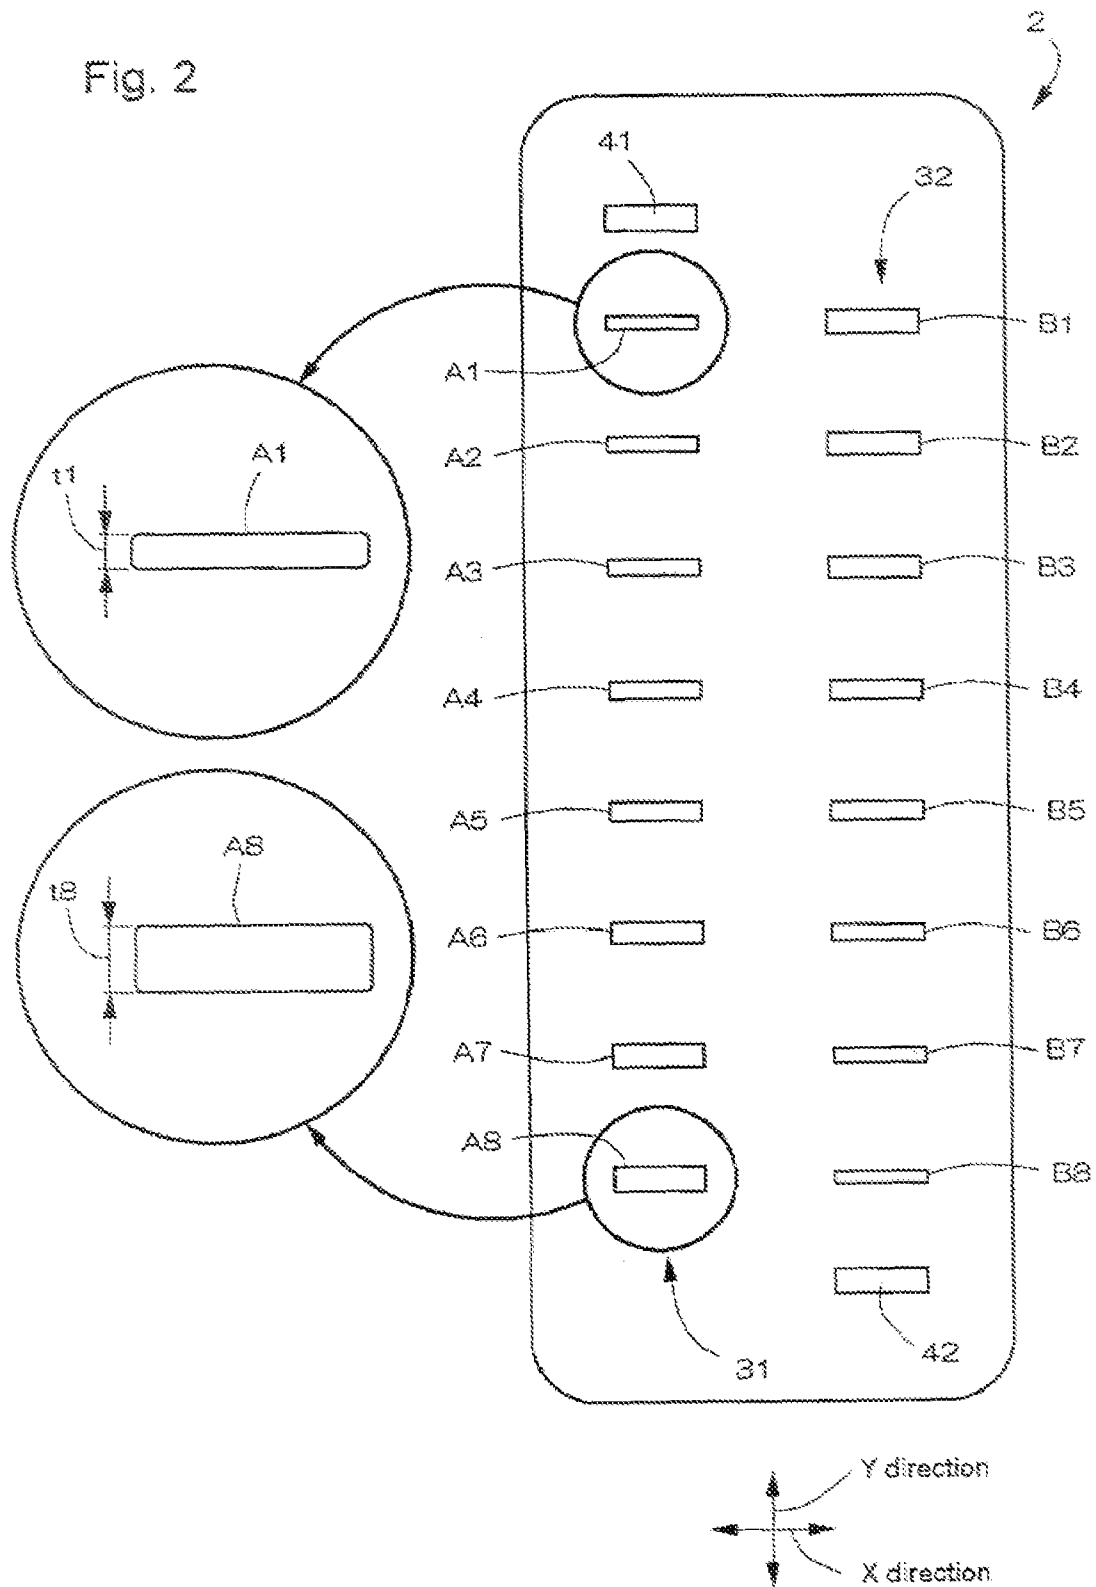 2
Fig. 2
41
32
B1
A1
A2
B2
A1
t1
A3
B3
A4
B4
A5
B5
A8
t8
A6
B6
A7
B7
A8
B8
42
31
Y direction
X direction